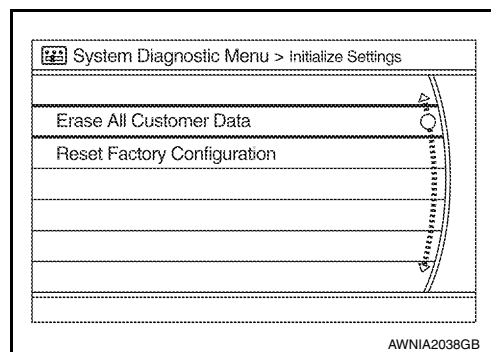 System Diagnostic Menu > Initialize Settings
Erase All Customer Data
Reset Factory Configuration
AWNIA2038GB